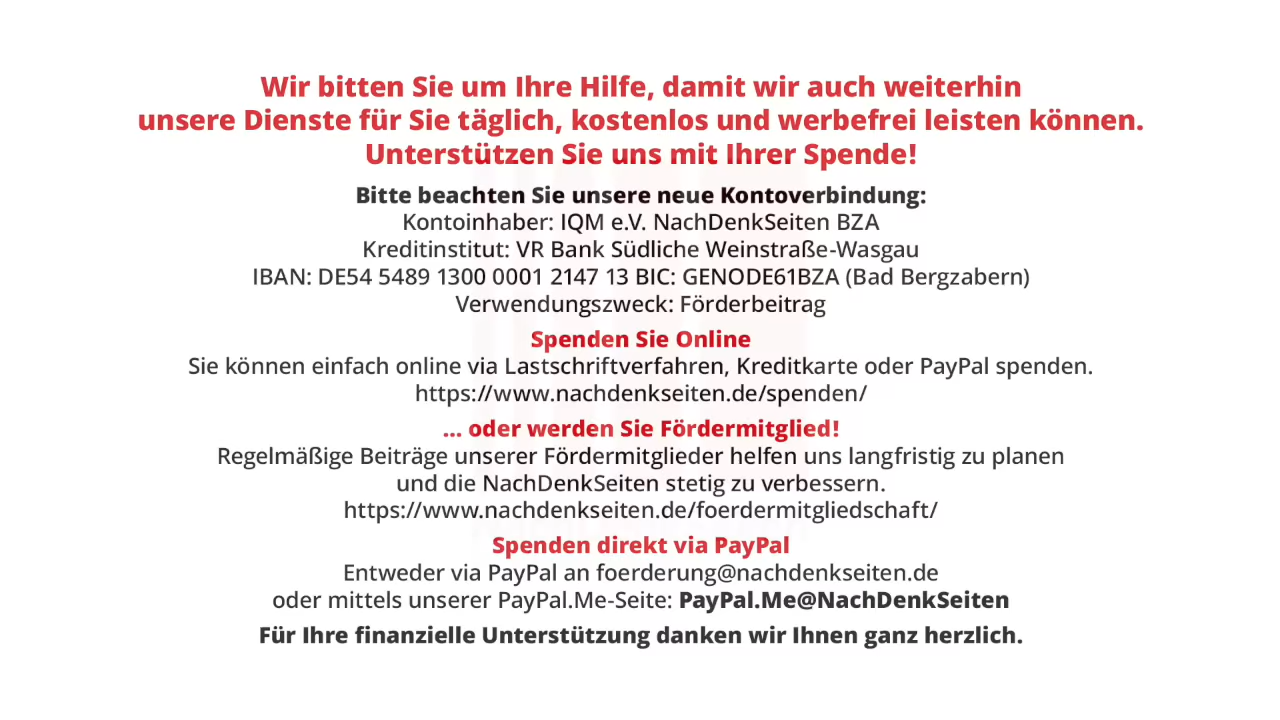 Wir bitten Sie um Ihre Hilfe, damit wir auch weiterhin
unsere Dienste für Sie täglich, kostenlos und werbefrei leisten können.
Unterstützen Sie uns mit Ihrer Spende!
Bitte beachten Sie unsere neue Kontoverbindung:
Kontoinhaber: IQM e.V. NachDenkSeiten BZA
Kreditinstitut: VR Bank Südliche Weinstraße-Wasgau
IBAN: DE54 5489 1300 0001 2147 13 BIC: GENODE61BZA (Bad Bergzabern)
Verwendungszweck: Förderbeitrag
Spenden Sie Online
Sie können einfach online via Lastschriftverfahren, Kreditkarte oder PayPal spenden.
https://www.nachdenkseiten.de/spenden/
... oder werden Sie Fördermitglied!
Regelmäßige Beiträge unserer Fördermitglieder helfen uns langfristig zu planen
und die NachDenkSeiten stetig zu verbessern.
https://www.nachdenkseiten.de/foerdermitgliedschaft/
Spenden direkt via PayPal
Entweder via PayPal an foerderung@nachdenkseiten.de
oder mittels unserer PayPal.Me-Seite: PayPal.Me@NachDenkSeiten
Für Ihre finanzielle Unterstützung danken wir Ihnen ganz herzlich.